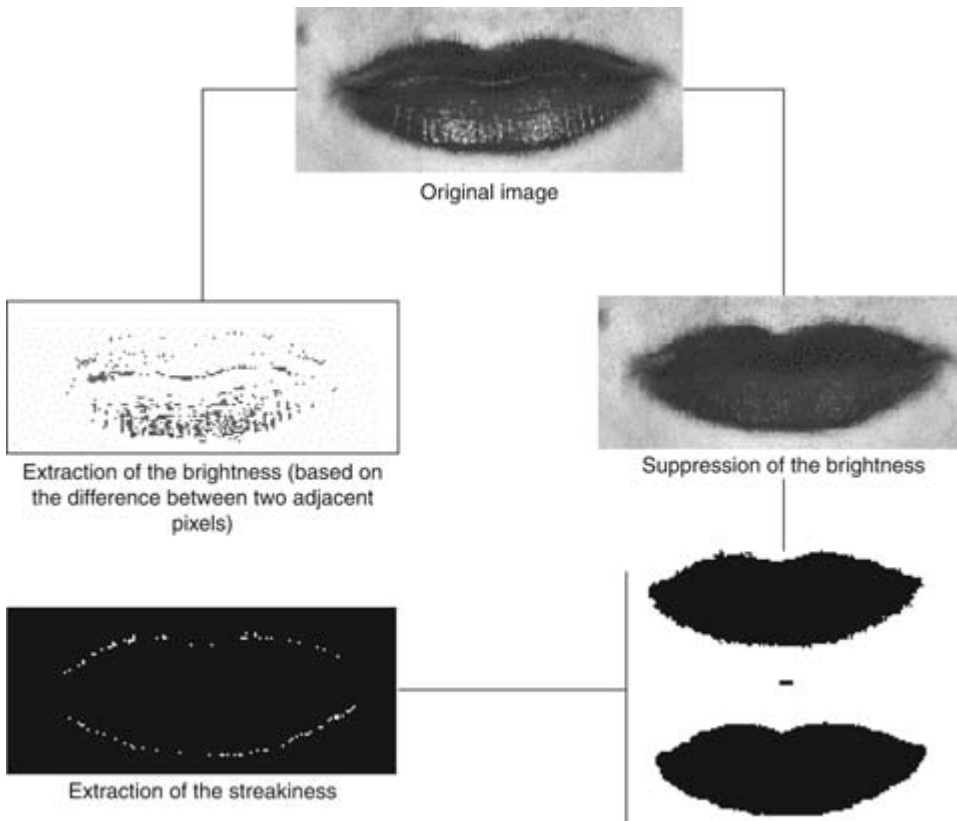 Original image
Extraction of the brightness (based on
the difference between two adjacent
pixels)
Suppression of the brightness
Extraction of the streakiness